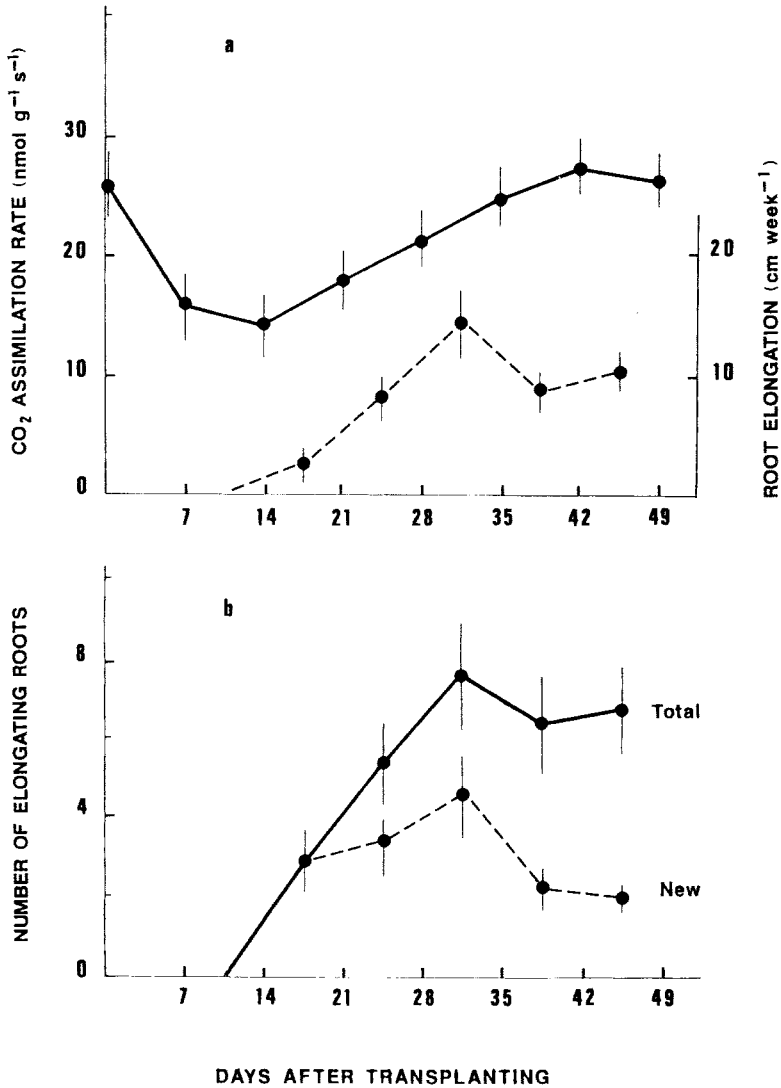 a
CO₂ ASSIMILATION RATE (nmol g⁻¹ s⁻¹)
30
20
10
0
ROOT ELONGATION (cm week⁻¹)
20
10
7 14 21 28 35 42 49
b
NUMBER OF ELONGATING ROOTS
8
4
0
Total
New
7 14 21 28 35 42 49
DAYS AFTER TRANSPLANTING